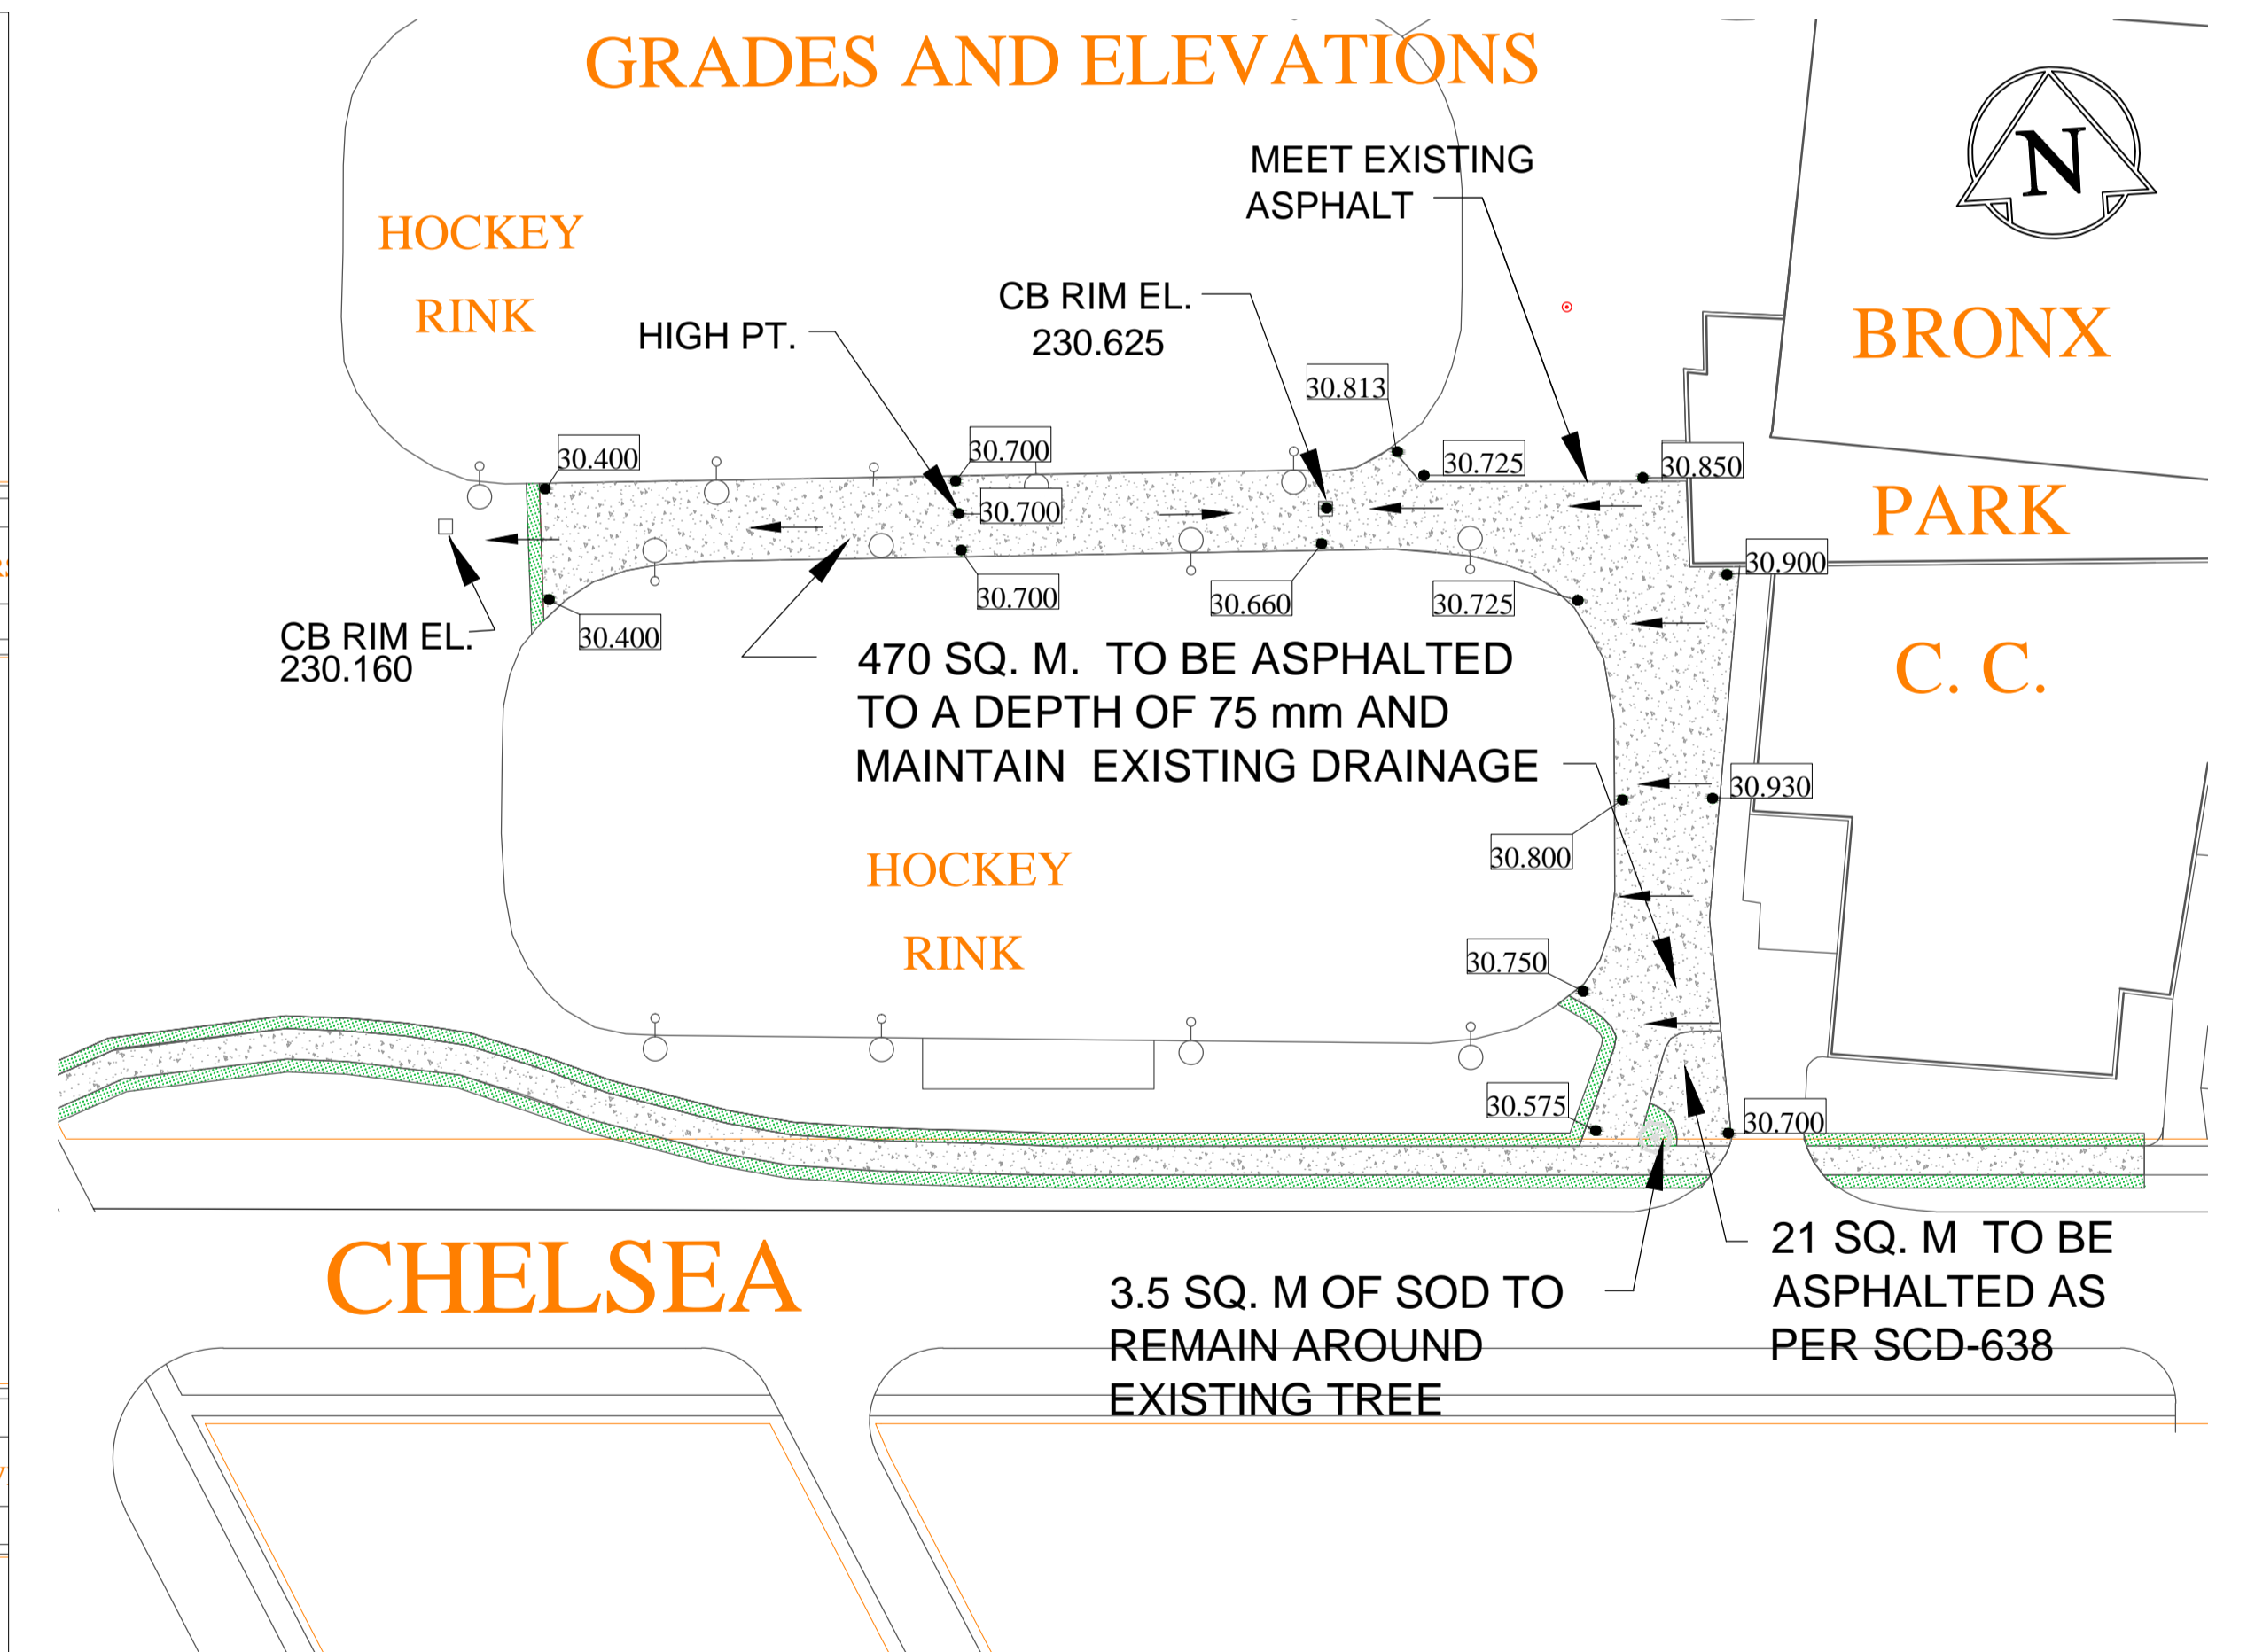 GRADES AND ELEVATIONS
N
MEET EXISTING
ASPHALT
HOCKEY
RINK
HIGH PT.
CB RIM EL.
230.625
BRONX
PARK
C. C.
30.813
30.400
30.700
30.725
30.850
30.700
30.900
30.700
30.660
30.725
30.400
CB RIM EL.
230.160
470 SQ. M. TO BE ASPHALTED
TO A DEPTH OF 75 mm AND
MAINTAIN EXISTING DRAINAGE
30.930
30.800
HOCKEY
RINK
30.750
30.575
30.700
CHELSEA
3.5 SQ. M OF SOD TO
REMAIN AROUND
EXISTING TREE
21 SQ. M TO BE
ASPHALTED AS
PER SCD-638